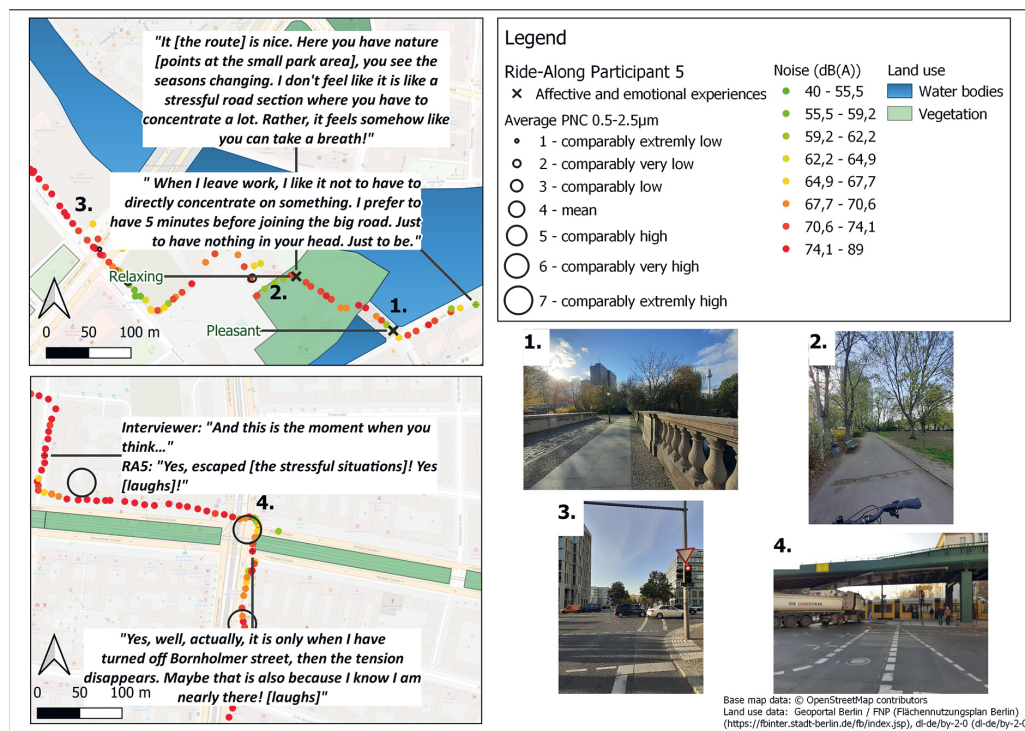 "It [the route] is nice. Here you have nature
[points at the small park area], you see the
seasons changing. I don't feel like it is like a
stressful road section where you have to
concentrate a lot. Rather, it feels somehow like
you can take a breath!"
" When I leave work, I like it not to have to
directly concentrate on something. I prefer to
have 5 minutes before joining the big road. Just
to have nothing in your head. Just to be."
3.
Relaxing
2.
1.
Pleasant
0 50 100 m
Interviewer: "And this is the moment when you
think..."
RA5: "Yes, escaped [the stressful situations]! Yes
[laughs]!"
4.
"Yes, well, actually, it is only when I have
turned off Bornholmer street, then the tension
disappears. Maybe that is also because I know I am
nearly there! [laughs]"
0 50 100 m
Legend
Ride-Along Participant 5
Affective and emotional experiences
Average PNC 0.5-2.5µm
1 - comparably extremly low
2 - comparably very low
3 - comparably low
4 - mean
5 - comparably high
6 - comparably very high
7 - comparably extremly high
Noise (dB(A))
40 - 55,5
55,5 - 59,2
59,2 - 62,2
62,2 - 64,9
64,9 - 67,7
67,7 - 70,6
70,6 - 74,1
74,1 - 89
Land use
Water bodies
Vegetation
1.
2.
3.
4.
Base map data: © OpenStreetMap contributors
Land use data: Geoportal Berlin / FNP (Flächennutzungsplan Berlin)
(https://fbinter.stadt-berlin.de/fb/index.jsp), dl-de/by-2-0 (dl-de/by-2-0